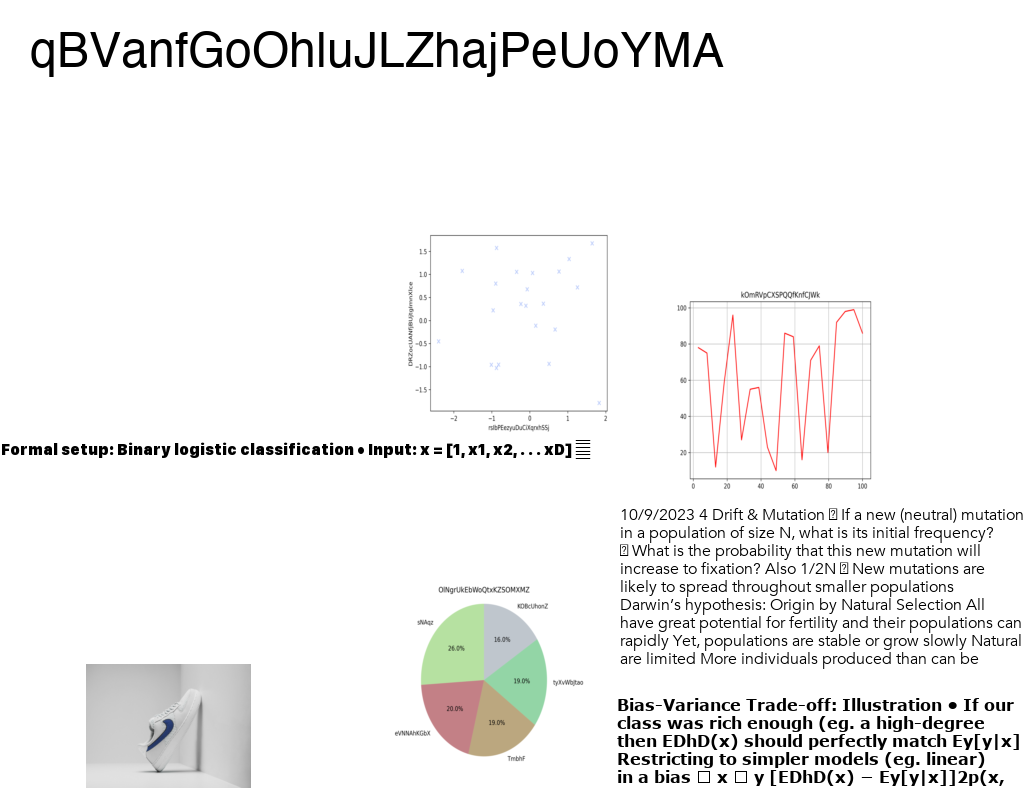 qBVanfGoOhluJLZhajPeUoYMA
1.5
1.0
0.5
0.0
−0.5
−1.0
−1.5
−2
−1
0
1
2
kOmRVpCXSPQQfKnfCJWk
100
80
60
40
20
0
20
40
60
80
100
Formal setup: Binary logistic classification • Input: x = [1, x1, x2, . . . xD]
10/9/2023 4 Drift & Mutation If a new (neutral) mutation
in a population of size N, what is its initial frequency?
What is the probability that this new mutation will
increase to fixation? Also 1/2N New mutations are
likely to spread throughout smaller populations
Darwin’s hypothesis: Origin by Natural Selection All
have great potential for fertility and their populations can
rapidly Yet, populations are stable or grow slowly Natural
are limited More individuals produced than can be
KOBcUhonZ
sNAqz
26.0%
16.0%
19.0%
tyXvWbJtao
20.0%
19.0%
eVNNAhKGbX
TmbhF
Bias-Variance Trade-off: Illustration • If our
class was rich enough (eg. a high-degree
then EDhD(x) should perfectly match Ey[y|x]
Restricting to simpler models (eg. linear)
in a bias □ x □ y [EDhD(x) − Ey[y|x]]2p(x,